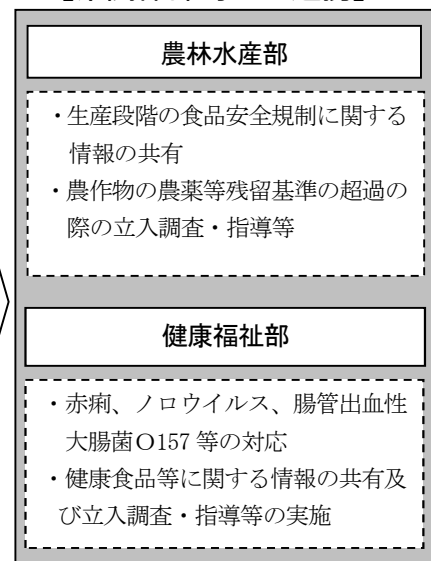 農林水産部
・生産段階の食品安全規制に関する
情報の共有
・農作物の農薬等残留基準の超過の
際の立入調査・指導等
健康福祉部
・赤痢、ノロウイルス、腸管出血性
大腸菌O157 等の対応
・健康食品等に関する情報の共有及
び立入調査・指導等の実施